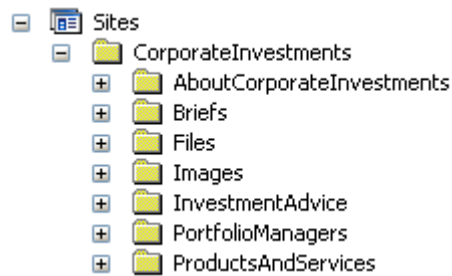 Sites
CorporateInvestments
AboutCorporateInvestments
Briefs
Files
Images
InvestmentAdvice
PortfolioManagers
ProductsAndServices